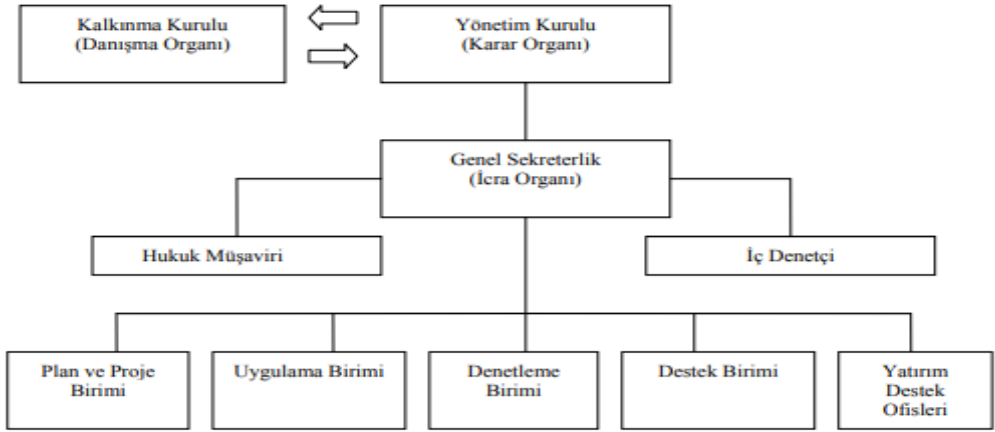 Kalkınma Kurulu
(Danışma Organı)
Yönetim Kurulu
(Karar Organı)
Genel Sekreterlik
(İcra Organı)
Hukuk Müşaviri
İç Denetçi
Plan ve Proje
Birimi
Uygulama Birimi
Denetleme
Birimi
Destek Birimi
Yatırım
Destek
Ofisleri